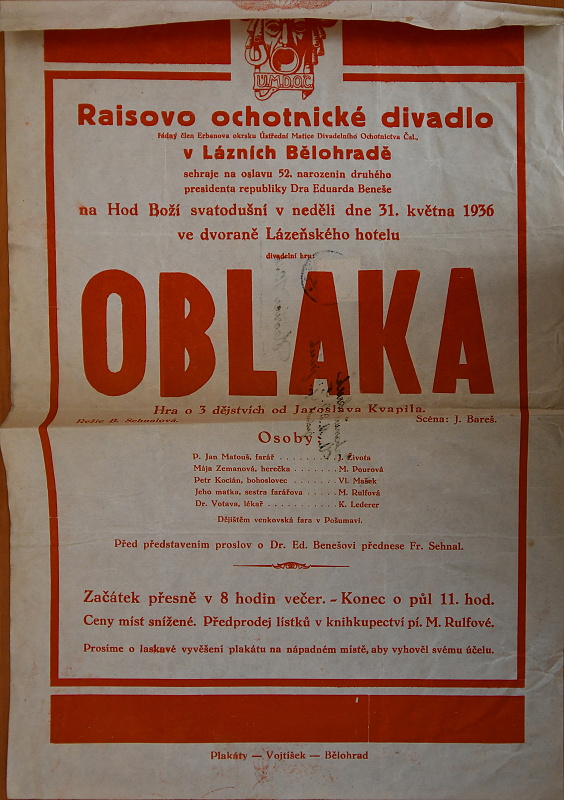 Ú.M.D.O.Č.
Raisovo ochotnické divadlo
řádný člen Erbenova okrsku Ústřední Matice Divadelního Ochotnictva Čsl.,
v Lázních Bělohradě
sehraje na oslavu 52. narozenin druhého
presidenta republiky Dra Eduarda Beneše
na Hod Boží svatodušní v neděli dne 31. května 1936
ve dvoraně Lázeňského hotelu
divadelní hru:
OBLAKA
Hra o 3 dějstvích od Jaroslava Kvapila.
Režie B. Sehnalová. Scéna: J. Bareš.
Osoby
P. Jan Matouš, farář . . . . . . . . J. Života
Mája Zemanová, herečka . . . . . . . M. Pourová
Petr Kocián, bohoslovec . . . . . . . Vl. Mašek
Jeho matka, sestra farářova . . . . . M. Rulfová
Dr. Votava, lékař . . . . . . . . . . . K. Lederer
Dějištěm venkovská fara v Pošumaví.
Před představením proslov o Dr. Ed. Benešovi přednese Fr. Sehnal.
Začátek přesně v 8 hodin večer. - Konec o půl 11. hod.
Ceny míst snížené. Předprodej lístků v knihkupectví pí. M. Rulfové.
Prosíme o laskavé vyvěšení plakátu na nápadném místě, aby vyhověl svému účelu.
Plakáty — Vojtíšek — Bělohrad